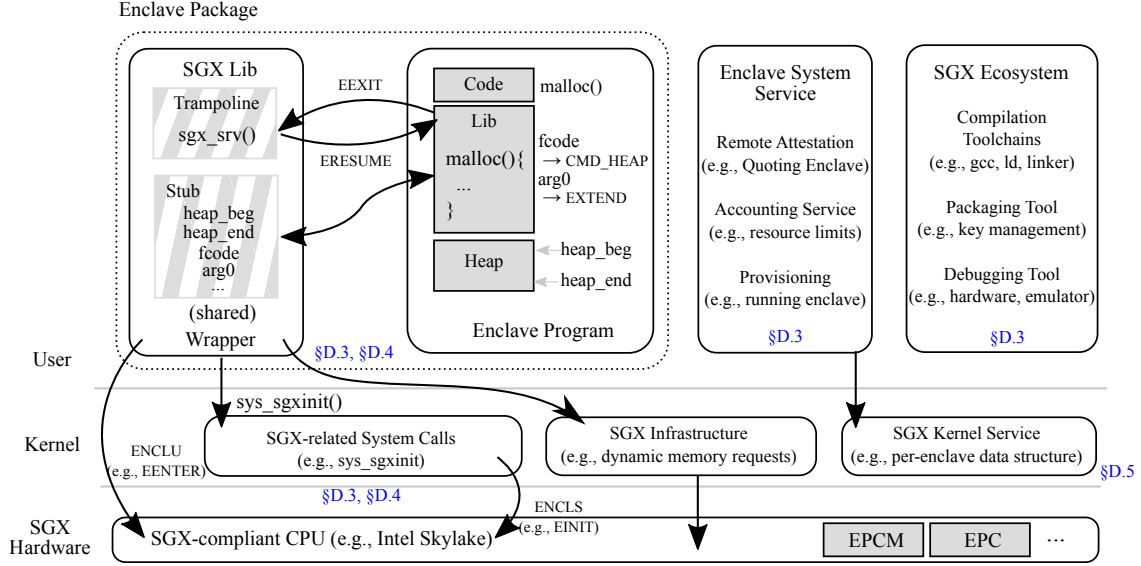 Enclave Package
SGX Lib
Trampoline
sgx_srv()
Stub
heap_beg
heap_end
fcode
arg0
...
(shared)
Wrapper
EEXIT
ERESUME
Code
malloc()
Lib
malloc(){
...
}
fcode
→ CMD_HEAP
arg0
→ EXTEND
Heap
heap_beg
heap_end
Enclave Program
§D.3, §D.4
Enclave System
Service
Remote Attestation
(e.g., Quoting Enclave)
Accounting Service
(e.g., resource limits)
Provisioning
(e.g., running enclave)
§D.3
SGX Ecosystem
Compilation
Toolchains
(e.g., gcc, ld, linker)
Packaging Tool
(e.g., key management)
Debugging Tool
(e.g., hardware, emulator)
§D.3
User
sys_sgxinit()
Kernel
ENCLU
(e.g., EENTER)
SGX-related System Calls
(e.g., sys_sgxinit)
§D.3, §D.4
SGX Infrastructure
(e.g., dynamic memory requests)
SGX Kernel Service
(e.g., per-enclave data structure)
§D.5
ENCLS
(e.g., EINIT)
SGX
Hardware
SGX-compliant CPU (e.g., Intel Skylake)
EPCM
EPC
...